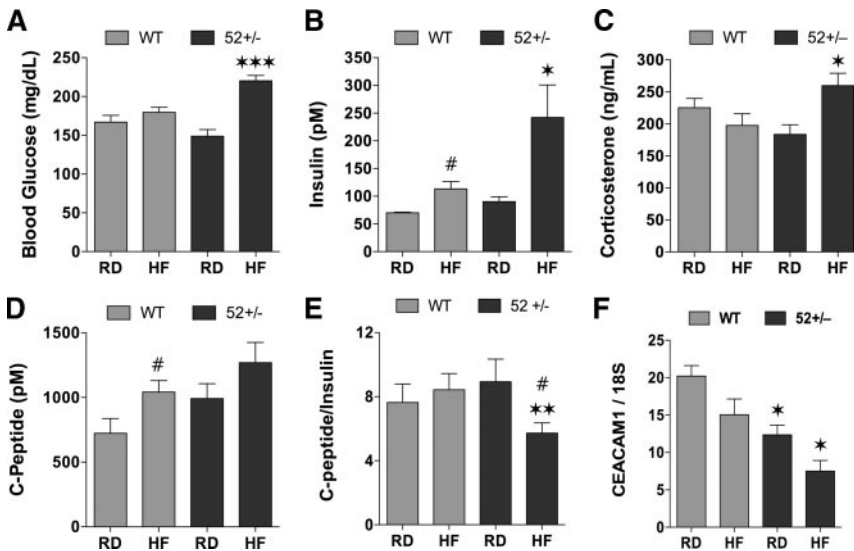 A
WT 52+/-
Blood Glucose (mg/dL)
250
200
150
100
50
0
✶✶✶
RD HF RD HF
B
WT 52+/-
Insulin (pM)
350
300
250
200
150
100
50
0
#
✶
RD HF RD HF
C
WT 52+/–
Corticosterone (ng/mL)
300
250
200
150
100
50
0
✶
RD HF RD HF
D
WT 52+/-
C-Peptide (pM)
1500
1000
500
0
#
RD HF RD HF
E
WT 52 +/-
C-peptide/Insulin
12
8
4
0
#
✶✶
RD HF RD HF
F
WT 52+/–
CEACAM1 / 18S
25
20
15
10
5
0
✶
✶
RD HF RD HF